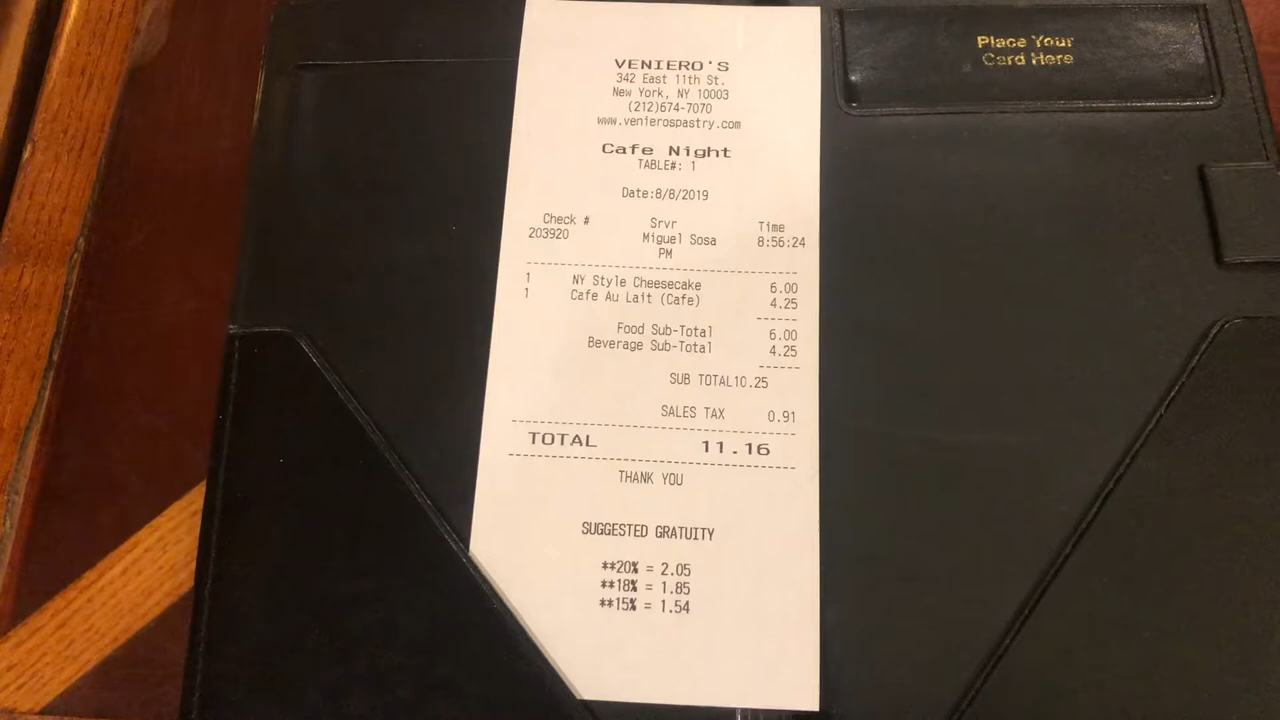 VENIERO'S
342 East 11th St.
New York, NY 10003
(212)674-7070
www.venierospastry.com
Cafe Night
TABLE#: 1
Date:8/8/2019
Check # Srvr Time
203920 Miguel Sosa 8:56:24
PM
1 NY Style Cheesecake 6.00
1 Cafe Au Lait (Cafe) 4.25
Food Sub-Total 6.00
Beverage Sub-Total 4.25
SUB TOTAL10.25
SALES TAX 0.91
TOTAL 11.16
THANK YOU
SUGGESTED GRATUITY
**20% = 2.05
**18% = 1.85
**15% = 1.54
Place Your
Card Here